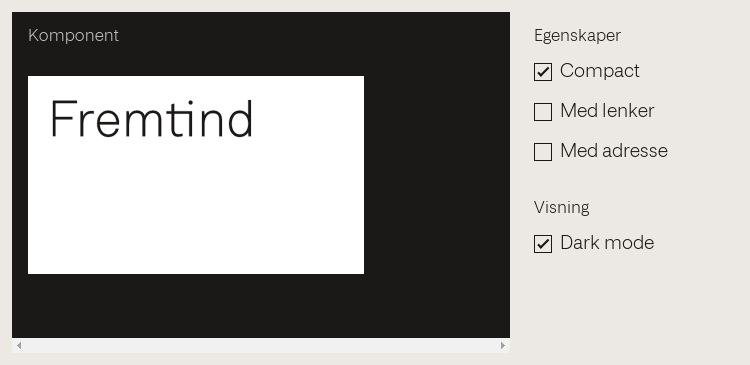 Komponent
Fremtind
Egenskaper
Compact
Med lenker
Med adresse
Visning
Dark mode